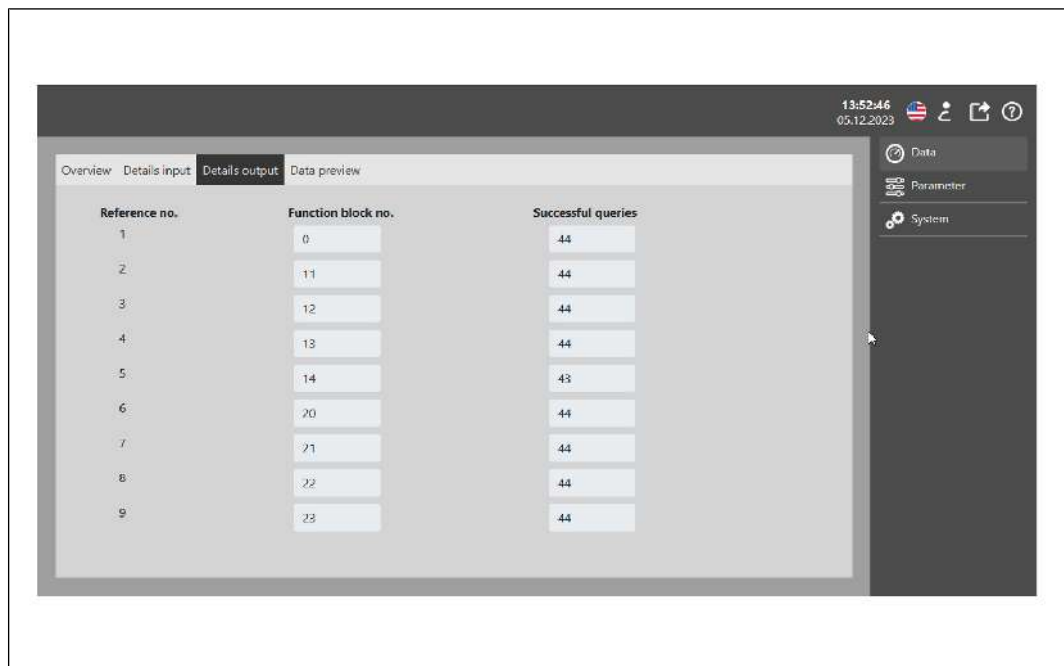 13:52:46
05.12.2023
Data
Parameter
System
Overview Details input Details output Data preview
Reference no. Function block no. Successful queries
1 0 44
2 11 44
3 12 44
4 13 44
5 14 43
6 20 44
7 21 44
8 22 44
9 23 44